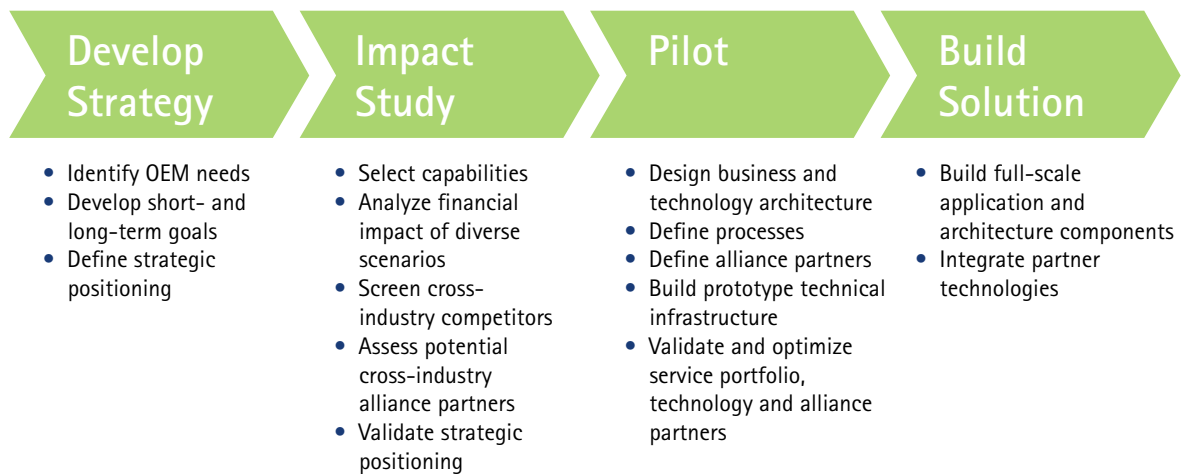 Develop
Strategy
• Identify OEM needs
• Develop short- and
long-term goals
• Define strategic
positioning
Impact
Study
• Select capabilities
• Analyze financial
impact of diverse
scenarios
• Screen cross-
industry competitors
• Assess potential
cross-industry
alliance partners
• Validate strategic
positioning
Pilot
• Design business and
technology architecture
• Define processes
• Define alliance partners
• Build prototype technical
infrastructure
• Validate and optimize
service portfolio,
technology and alliance
partners
Build
Solution
• Build full-scale
application and
architecture components
• Integrate partner
technologies